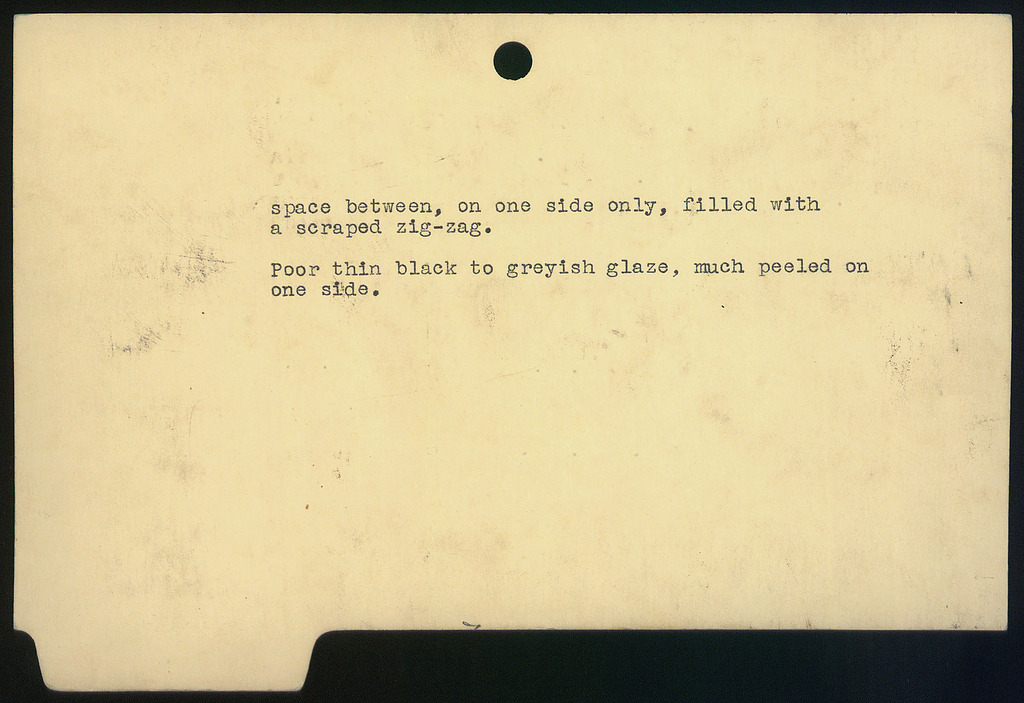 space between, on one side only, filled with
a scraped zig-zag.
Poor thin black to greyish glaze, much peeled on
one side.